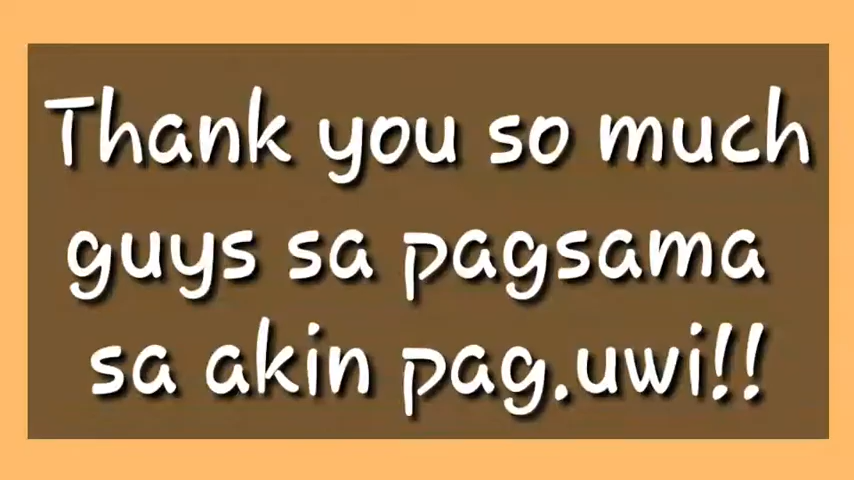 Thank you so much
guys sa pagsama
sa akin pag.uwi!!